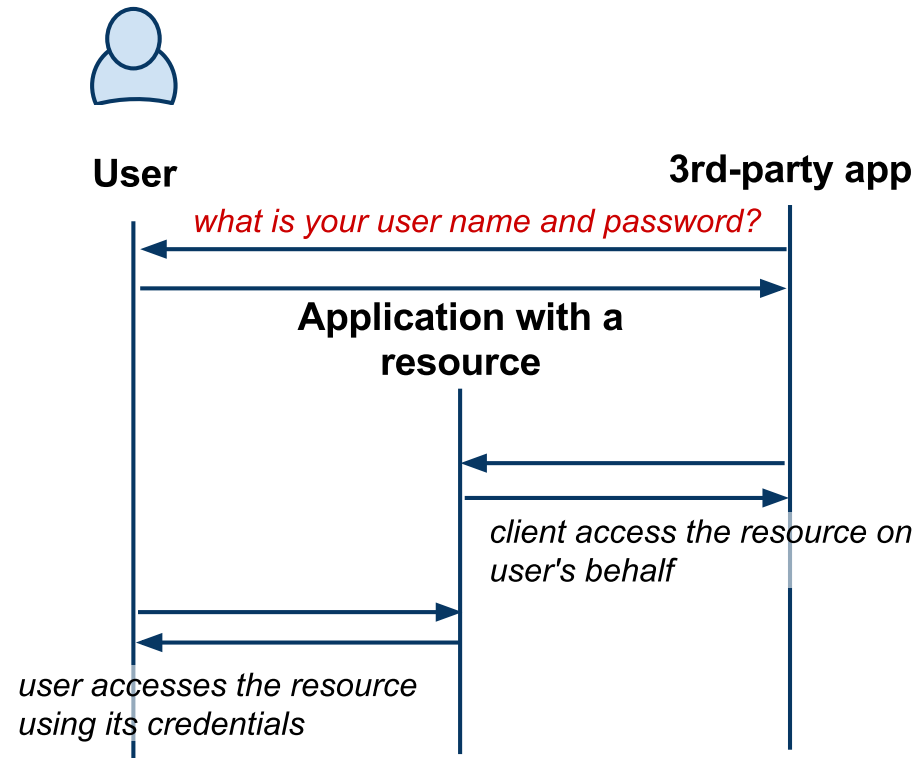 User
3rd-party app
what is your user name and password?
Application with a
resource
client access the resource on
user's behalf
user accesses the resource
using its credentials